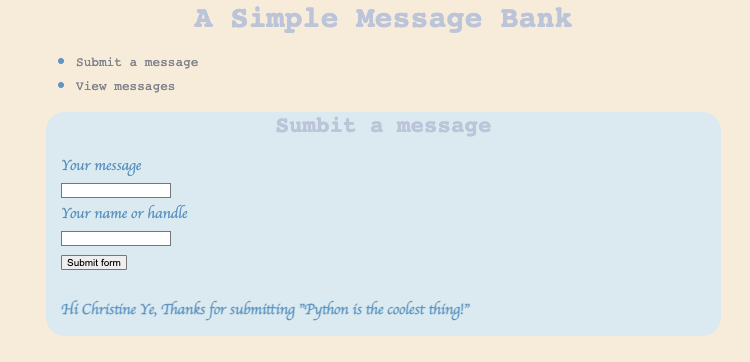 A Simple Message Bank
Submit a message
View messages
Sumbit a message
Your message
Your name or handle
Submit form
Hi Christine Ye, Thanks for submitting "Python is the coolest thing!"